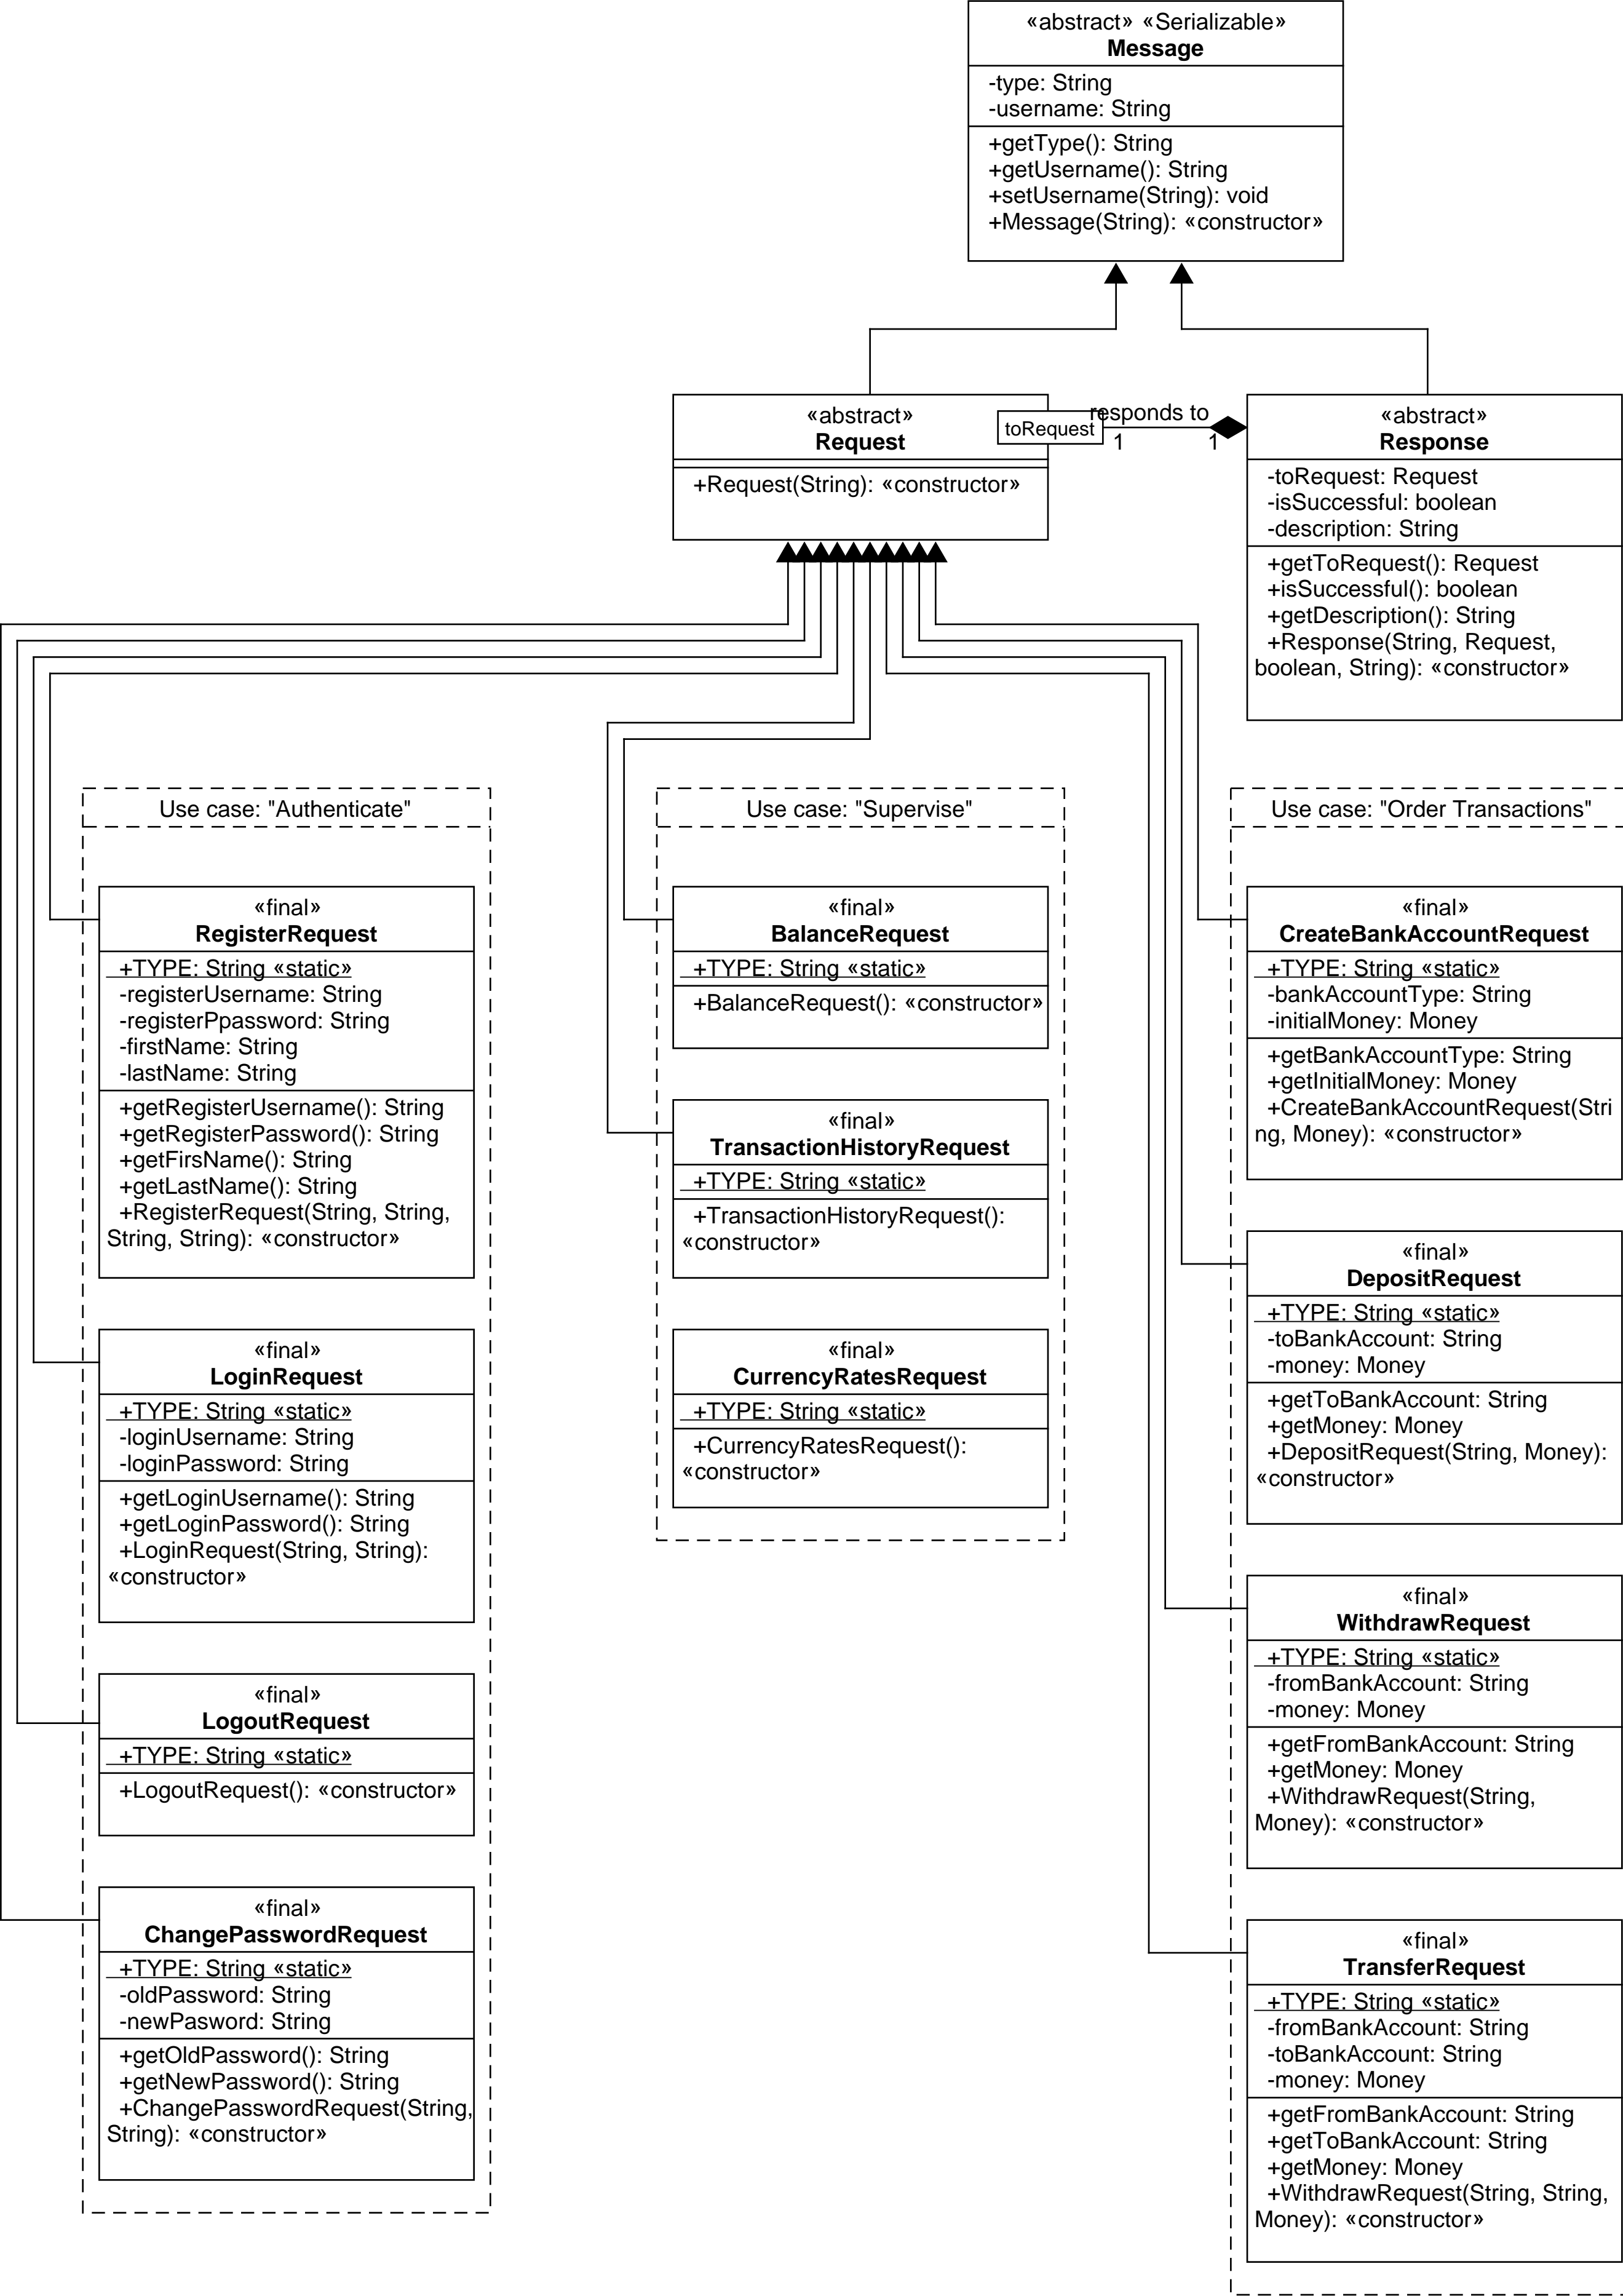 «abstract» «Serializable»
Message
-type: String
-username: String
+getType(): String
+getUsername(): String
+setUsername(String): void
+Message(String): «constructor»
«abstract»
Request
+Request(String): «constructor»
toRequest
responds to
1
1
«abstract»
Response
-toRequest: Request
-isSuccessful: boolean
-description: String
+getToRequest(): Request
+isSuccessful(): boolean
+getDescription(): String
+Response(String, Request,
boolean, String): «constructor»
Use case: "Authenticate"
«final»
RegisterRequest
+TYPE: String «static»
-registerUsername: String
-registerPpassword: String
-firstName: String
-lastName: String
+getRegisterUsername(): String
+getRegisterPassword(): String
+getFirsName(): String
+getLastName(): String
+RegisterRequest(String, String,
String, String): «constructor»
«final»
LoginRequest
+TYPE: String «static»
-loginUsername: String
-loginPassword: String
+getLoginUsername(): String
+getLoginPassword(): String
+LoginRequest(String, String):
«constructor»
«final»
LogoutRequest
+TYPE: String «static»
+LogoutRequest(): «constructor»
«final»
ChangePasswordRequest
+TYPE: String «static»
-oldPassword: String
-newPasword: String
+getOldPassword(): String
+getNewPassword(): String
+ChangePasswordRequest(String,
String): «constructor»
Use case: "Supervise"
«final»
BalanceRequest
+TYPE: String «static»
+BalanceRequest(): «constructor»
«final»
TransactionHistoryRequest
+TYPE: String «static»
+TransactionHistoryRequest():
«constructor»
«final»
CurrencyRatesRequest
+TYPE: String «static»
+CurrencyRatesRequest():
«constructor»
Use case: "Order Transactions"
«final»
CreateBankAccountRequest
+TYPE: String «static»
-bankAccountType: String
-initialMoney: Money
+getBankAccountType: String
+getInitialMoney: Money
+CreateBankAccountRequest(Stri
ng, Money): «constructor»
«final»
DepositRequest
+TYPE: String «static»
-toBankAccount: String
-money: Money
+getToBankAccount: String
+getMoney: Money
+DepositRequest(String, Money):
«constructor»
«final»
WithdrawRequest
+TYPE: String «static»
-fromBankAccount: String
-money: Money
+getFromBankAccount: String
+getMoney: Money
+WithdrawRequest(String,
Money): «constructor»
«final»
TransferRequest
+TYPE: String «static»
-fromBankAccount: String
-toBankAccount: String
-money: Money
+getFromBankAccount: String
+getToBankAccount: String
+getMoney: Money
+WithdrawRequest(String, String,
Money): «constructor»